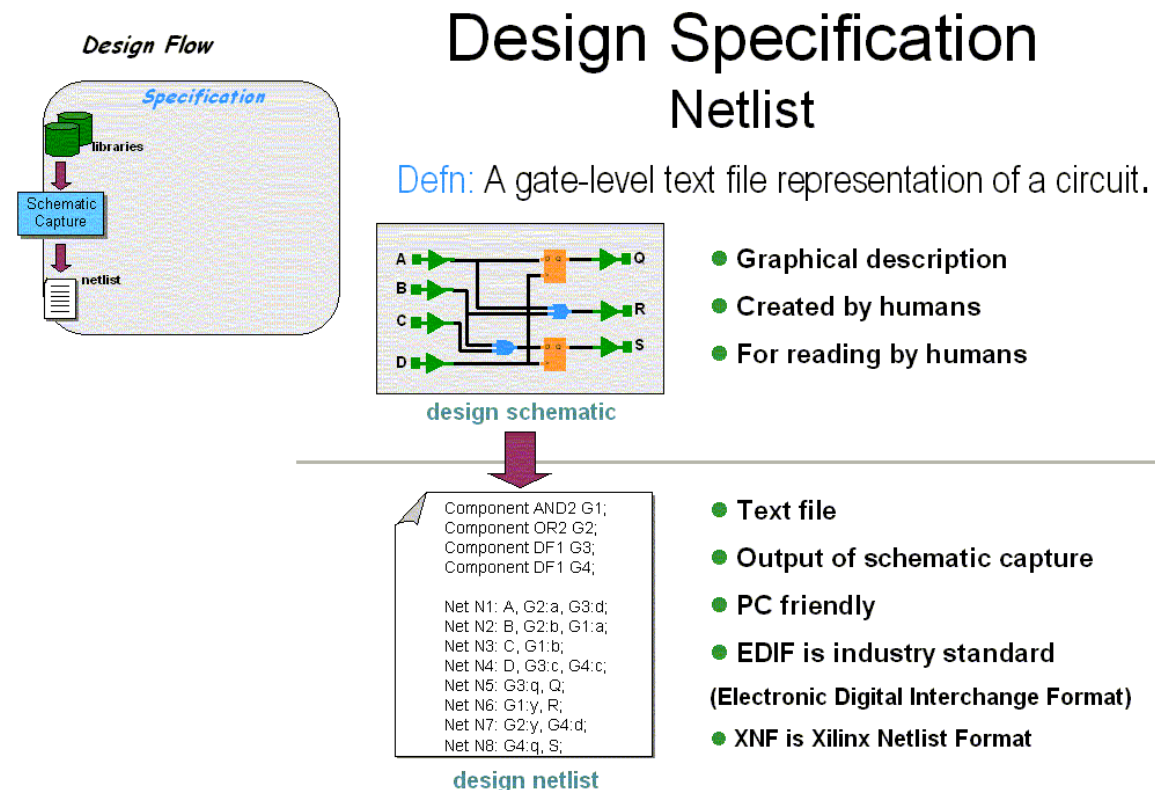 Design Flow
Specification
libraries
Schematic
Capture
netlist
Design Specification
Netlist
Defn: A gate-level text file representation of a circuit.
A
B
C
D
Q
R
S
design schematic
Graphical description
Created by humans
For reading by humans
Component AND2 G1;
Component OR2 G2;
Component DF1 G3;
Component DF1 G4;
Net N1: A, G2:a, G3:d;
Net N2: B, G2:b, G1:a;
Net N3: C, G1:b;
Net N4: D, G3:c, G4:c;
Net N5: G3:q, Q;
Net N6: G1:y, R;
Net N7: G2:y, G4:d;
Net N8: G4:q, S;
design netlist
Text file
Output of schematic capture
PC friendly
EDIF is industry standard
(Electronic Digital Interchange Format)
XNF is Xilinx Netlist Format